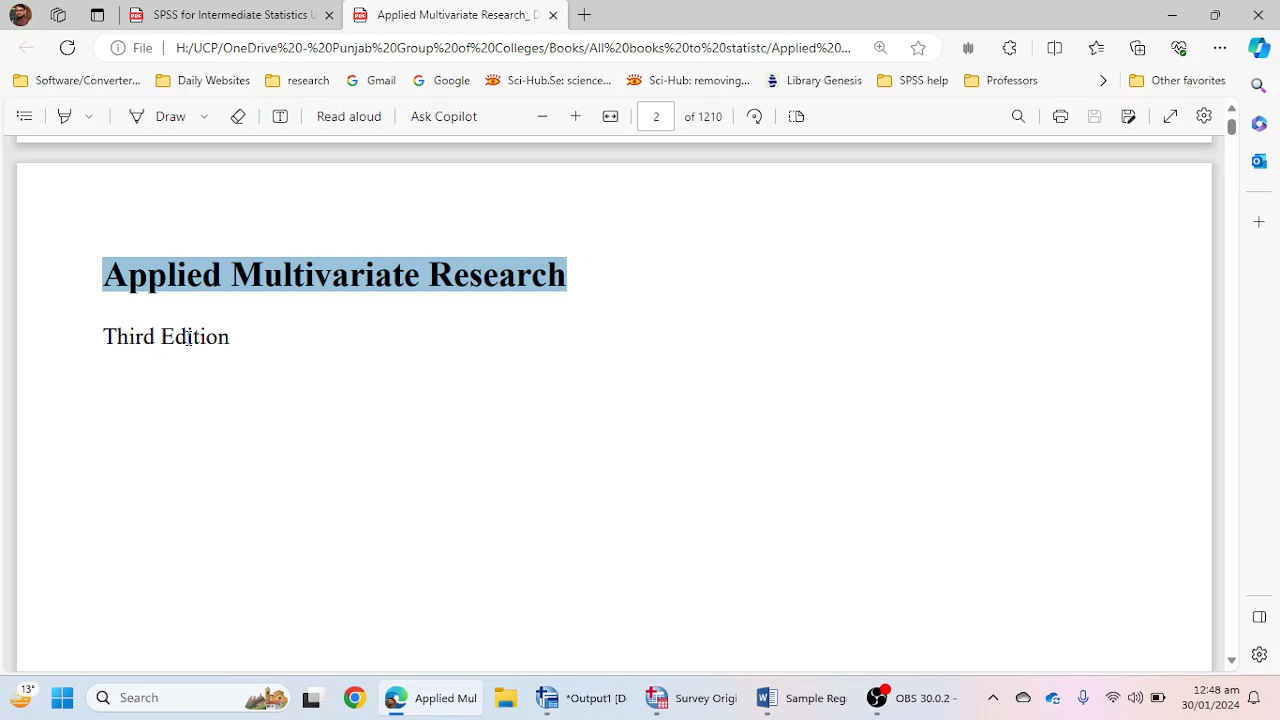 SPSS for Intermediate Statistics U
Applied Multivariate Research_ D
File
H:/UCP/OneDrive%20-%20Punjab%20Group%20of%20Colleges/books/All%20books%20to%20statistc/Applied%20...
Software/Converter...
Daily Websites
research
Gmail
Google
Sci-Hub.Se: science...
Sci-Hub: removing...
Library Genesis
SPSS help
Professors
Other favorites
Draw
Read aloud
Ask Copilot
2
of 1210
Applied Multivariate Research
Third Edition
13°
Search
Applied Mul
*Output1 [D
Survey Origi
Sample Reg
OBS 30.0.2 -
12:48 am
30/01/2024